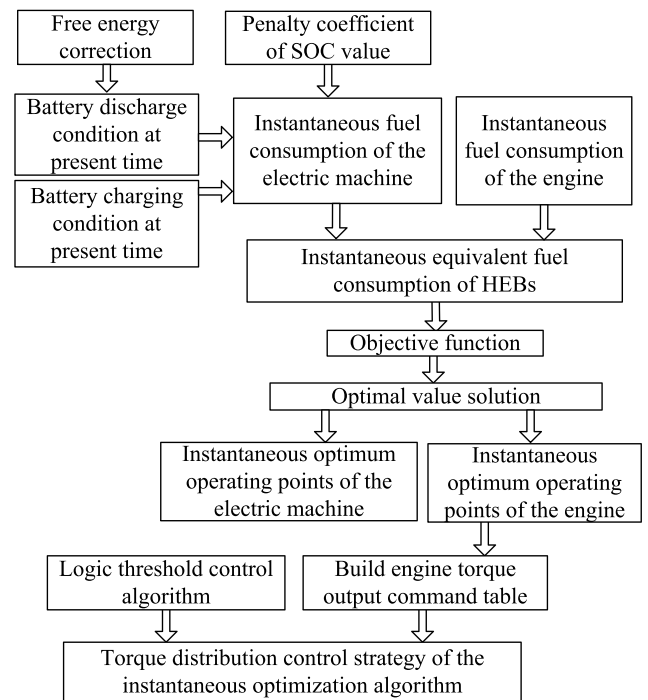 Free energy
correction
Penalty coefficient
of SOC value
Battery discharge
condition at
present time
Instantaneous fuel
consumption of the
electric machine
Instantaneous
fuel consumption
of the engine
Battery charging
condition at
present time
Instantaneous equivalent fuel
consumption of HEBs
Objective function
Optimal value solution
Instantaneous optimum
operating points of the
electric machine
Instantaneous
optimum operating
points of the engine
Logic threshold control
algorithm
Build engine torque
output command table
Torque distribution control strategy of the
instantaneous optimization algorithm